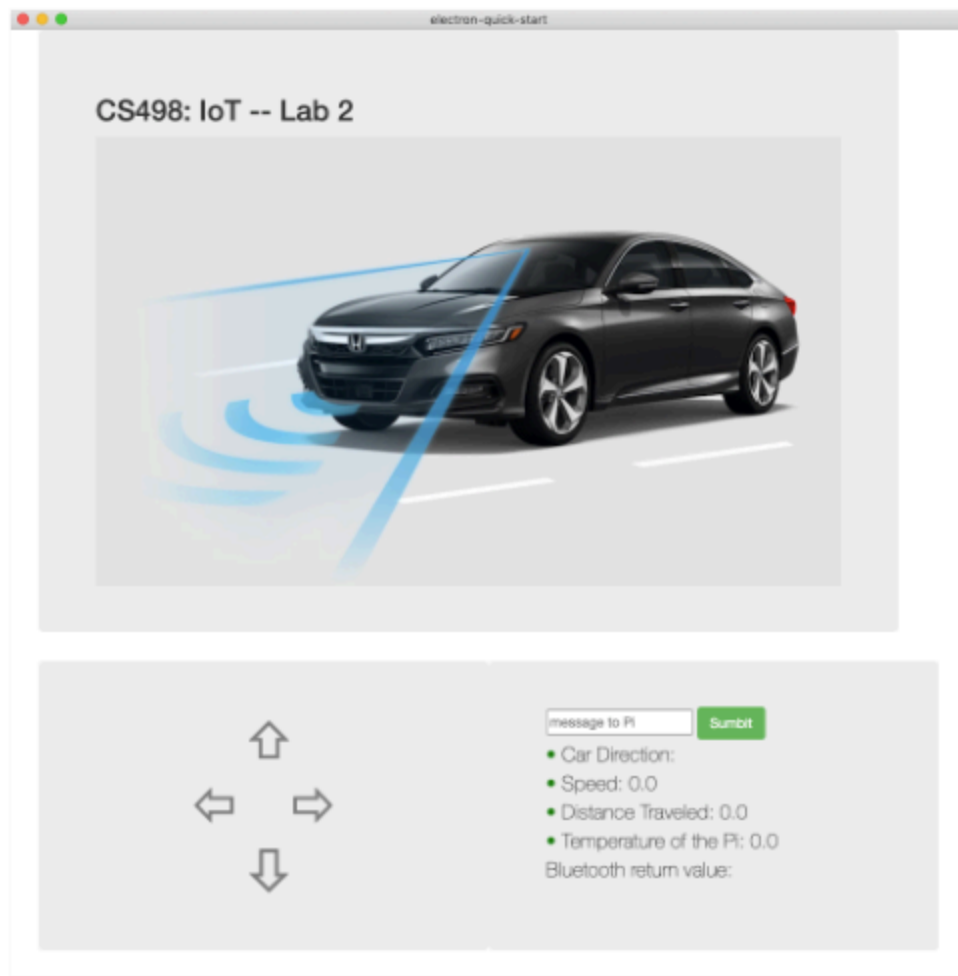 electron-quick-start
CS498: IoT -- Lab 2
message to Pi
Sumbit
Car Direction:
Speed: 0.0
Distance Traveled: 0.0
Temperature of the Pi: 0.0
Bluetooth return value: